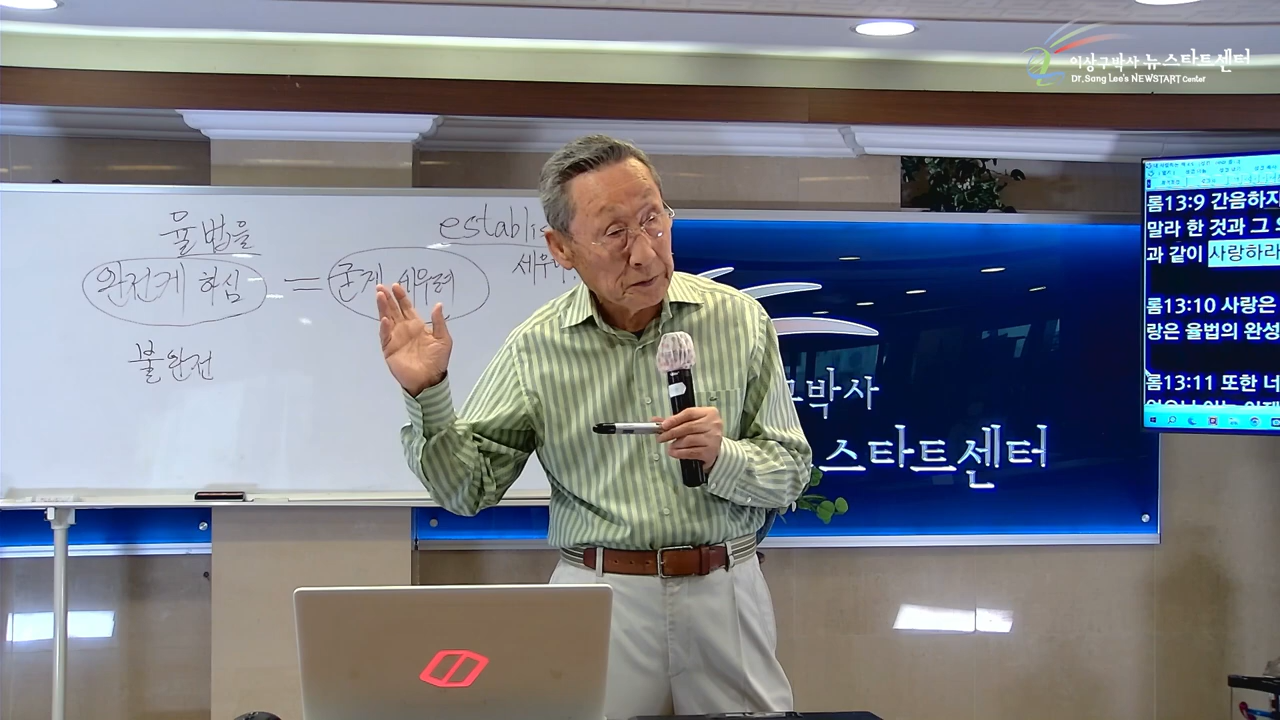 이상구박사 뉴스타트센터
Dr.Sang Lee's NEWSTART Center
율법을
완전케 하심 = 굳게 세우려
불완전
establis
세우
롬13:9 간음하지
말라 한 것과 그
과 같이 사랑하라
롬13:10 사랑은
랑은 율법의 완성
롬13:11 또한 너
구박사
스타트센터